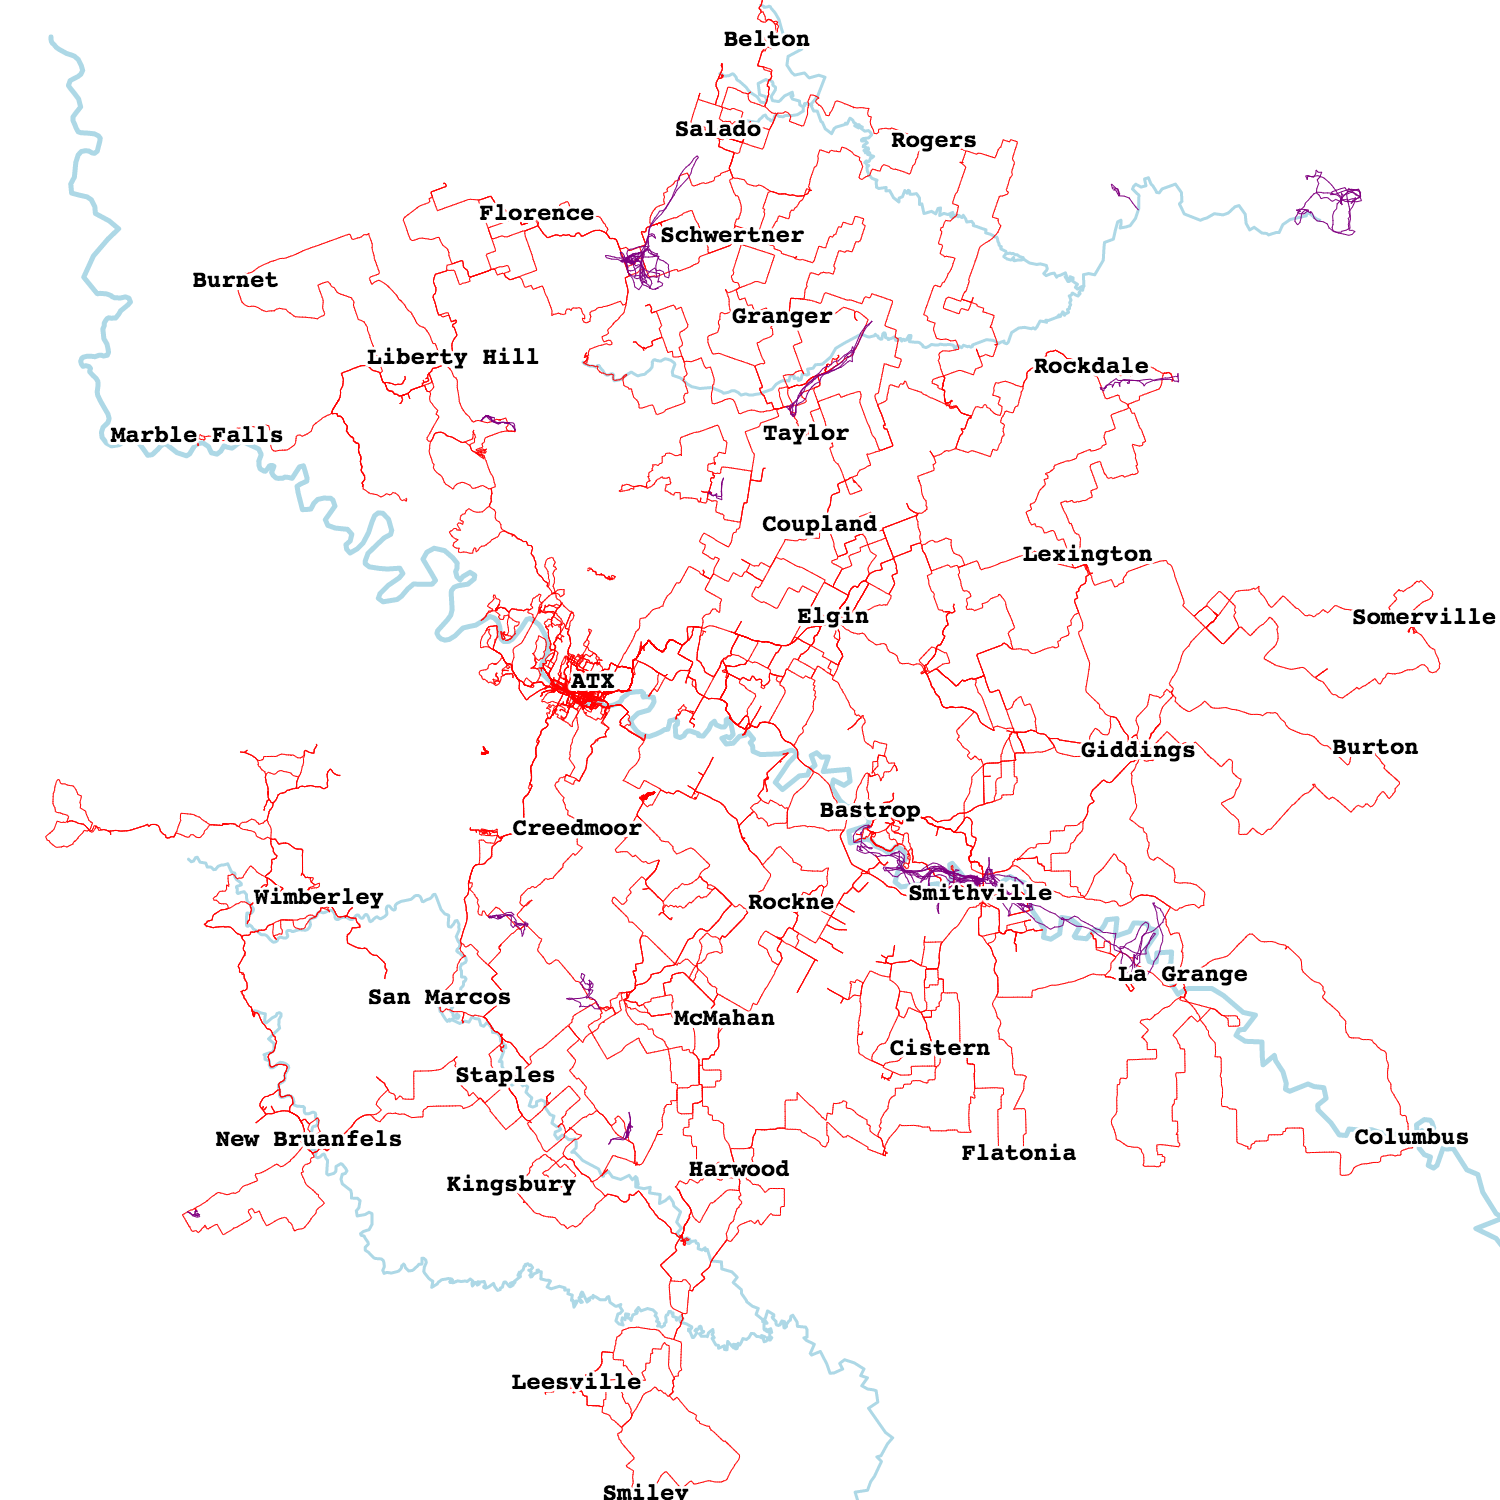 Belton
Salado
Rogers
Florence
Schwertner
Burnet
Granger
Liberty Hill
Rockdale
Marble Falls
Taylor
Coupland
Lexington
Elgin
Somerville
ATX
Giddings
Burton
Bastrop
Creedmoor
Smithville
Wimberley
Rockne
La Grange
San Marcos
McMahan
Cistern
Staples
New Bruanfels
Columbus
Flatonia
Harwood
Kingsbury
Leesville
Smiley